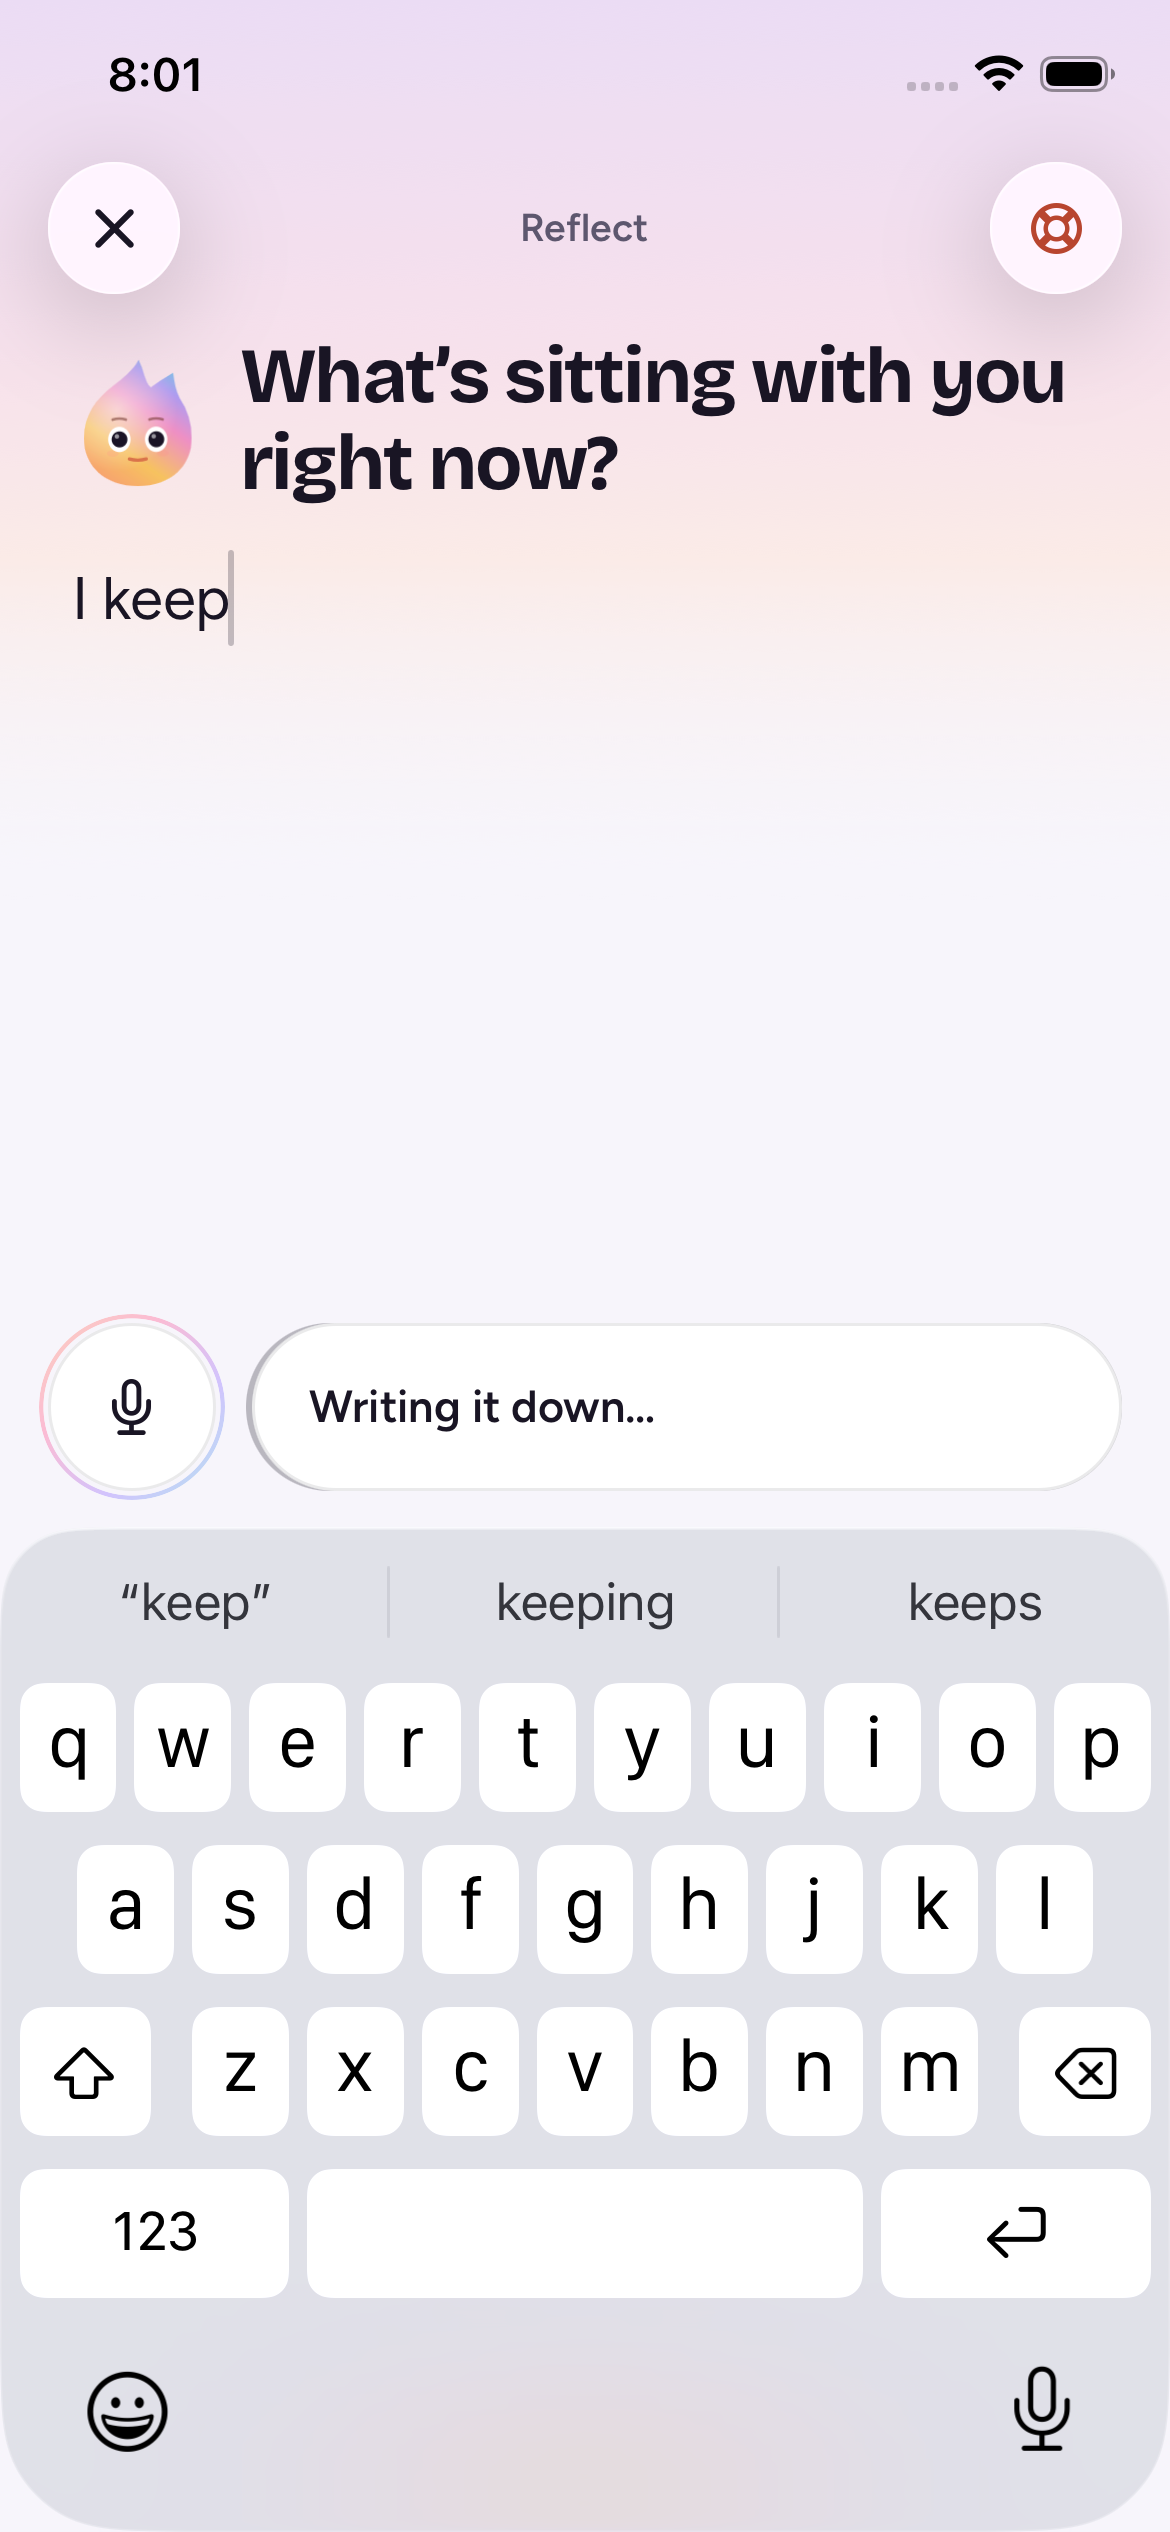 8:01
Reflect
What’s sitting with you
right now?
I keep
Writing it down...
“keep” keeping keeps
q w e r t y u i o p
a s d f g h j k l
z x c v b n m
123